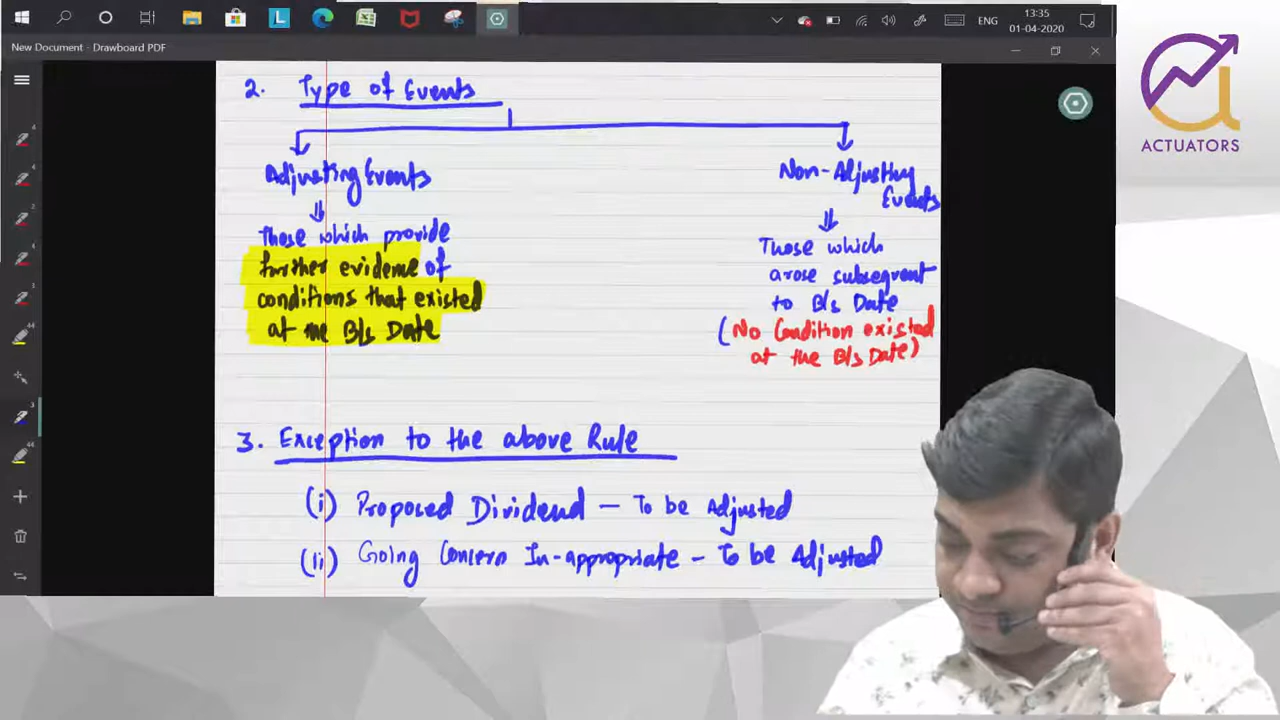 13:35
ENG
01-04-2020
New Document - Drawboard PDF
ACTUATORS
2. Type of Events
Adjusting Events
Non-Adjusting
Events
Those which provide
further evidence of
conditions that existed
at the B/s Date
Those which
arose subsequent
to B/s Date
(No Condition existed
at the B/s Date)
3. Exception to the above Rule
(i) Proposed Dividend - To be Adjusted
(ii) Going Concern In-appropriate - To be Adjusted